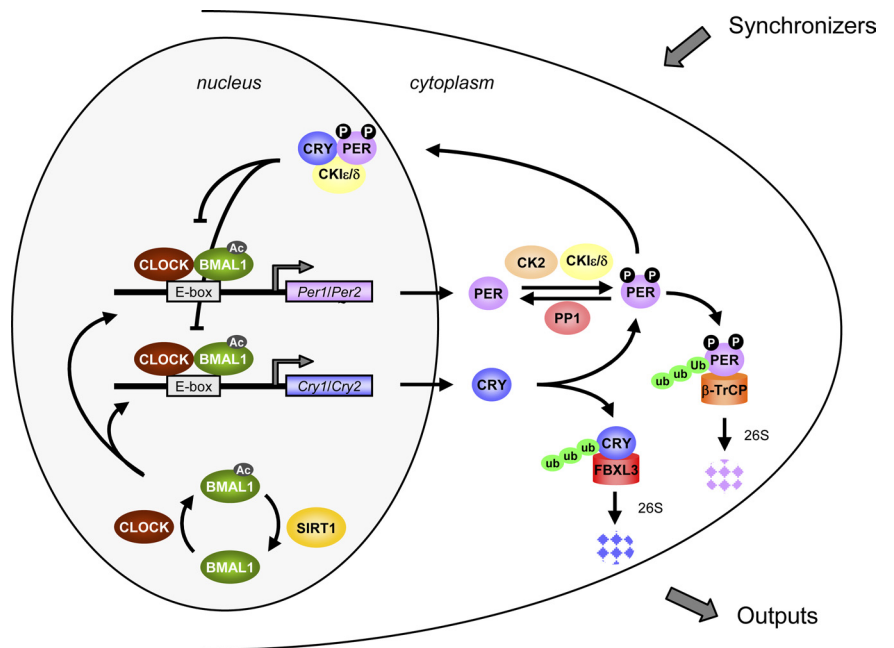 Synchronizers
nucleus
cytoplasm
P P
CRY PER
CKIε/δ
Ac
CLOCK BMAL1
E-box
Per1/Per2
CK2
CKIε/δ
PER
PP1
P P
PER
Ac
CLOCK BMAL1
E-box
Cry1/Cry2
CRY
P P
ub ub Ub PER
β-TrCP
26S
ub ub ub CRY
FBXL3
26S
Ac
BMAL1
CLOCK
SIRT1
BMAL1
Outputs